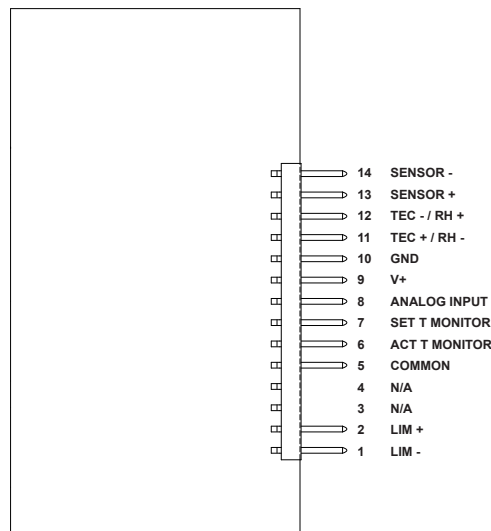 14 SENSOR -
13 SENSOR +
12 TEC - / RH +
11 TEC + / RH -
10 GND
9 V+
8 ANALOG INPUT
7 SET T MONITOR
6 ACT T MONITOR
5 COMMON
4 N/A
3 N/A
2 LIM +
1 LIM -